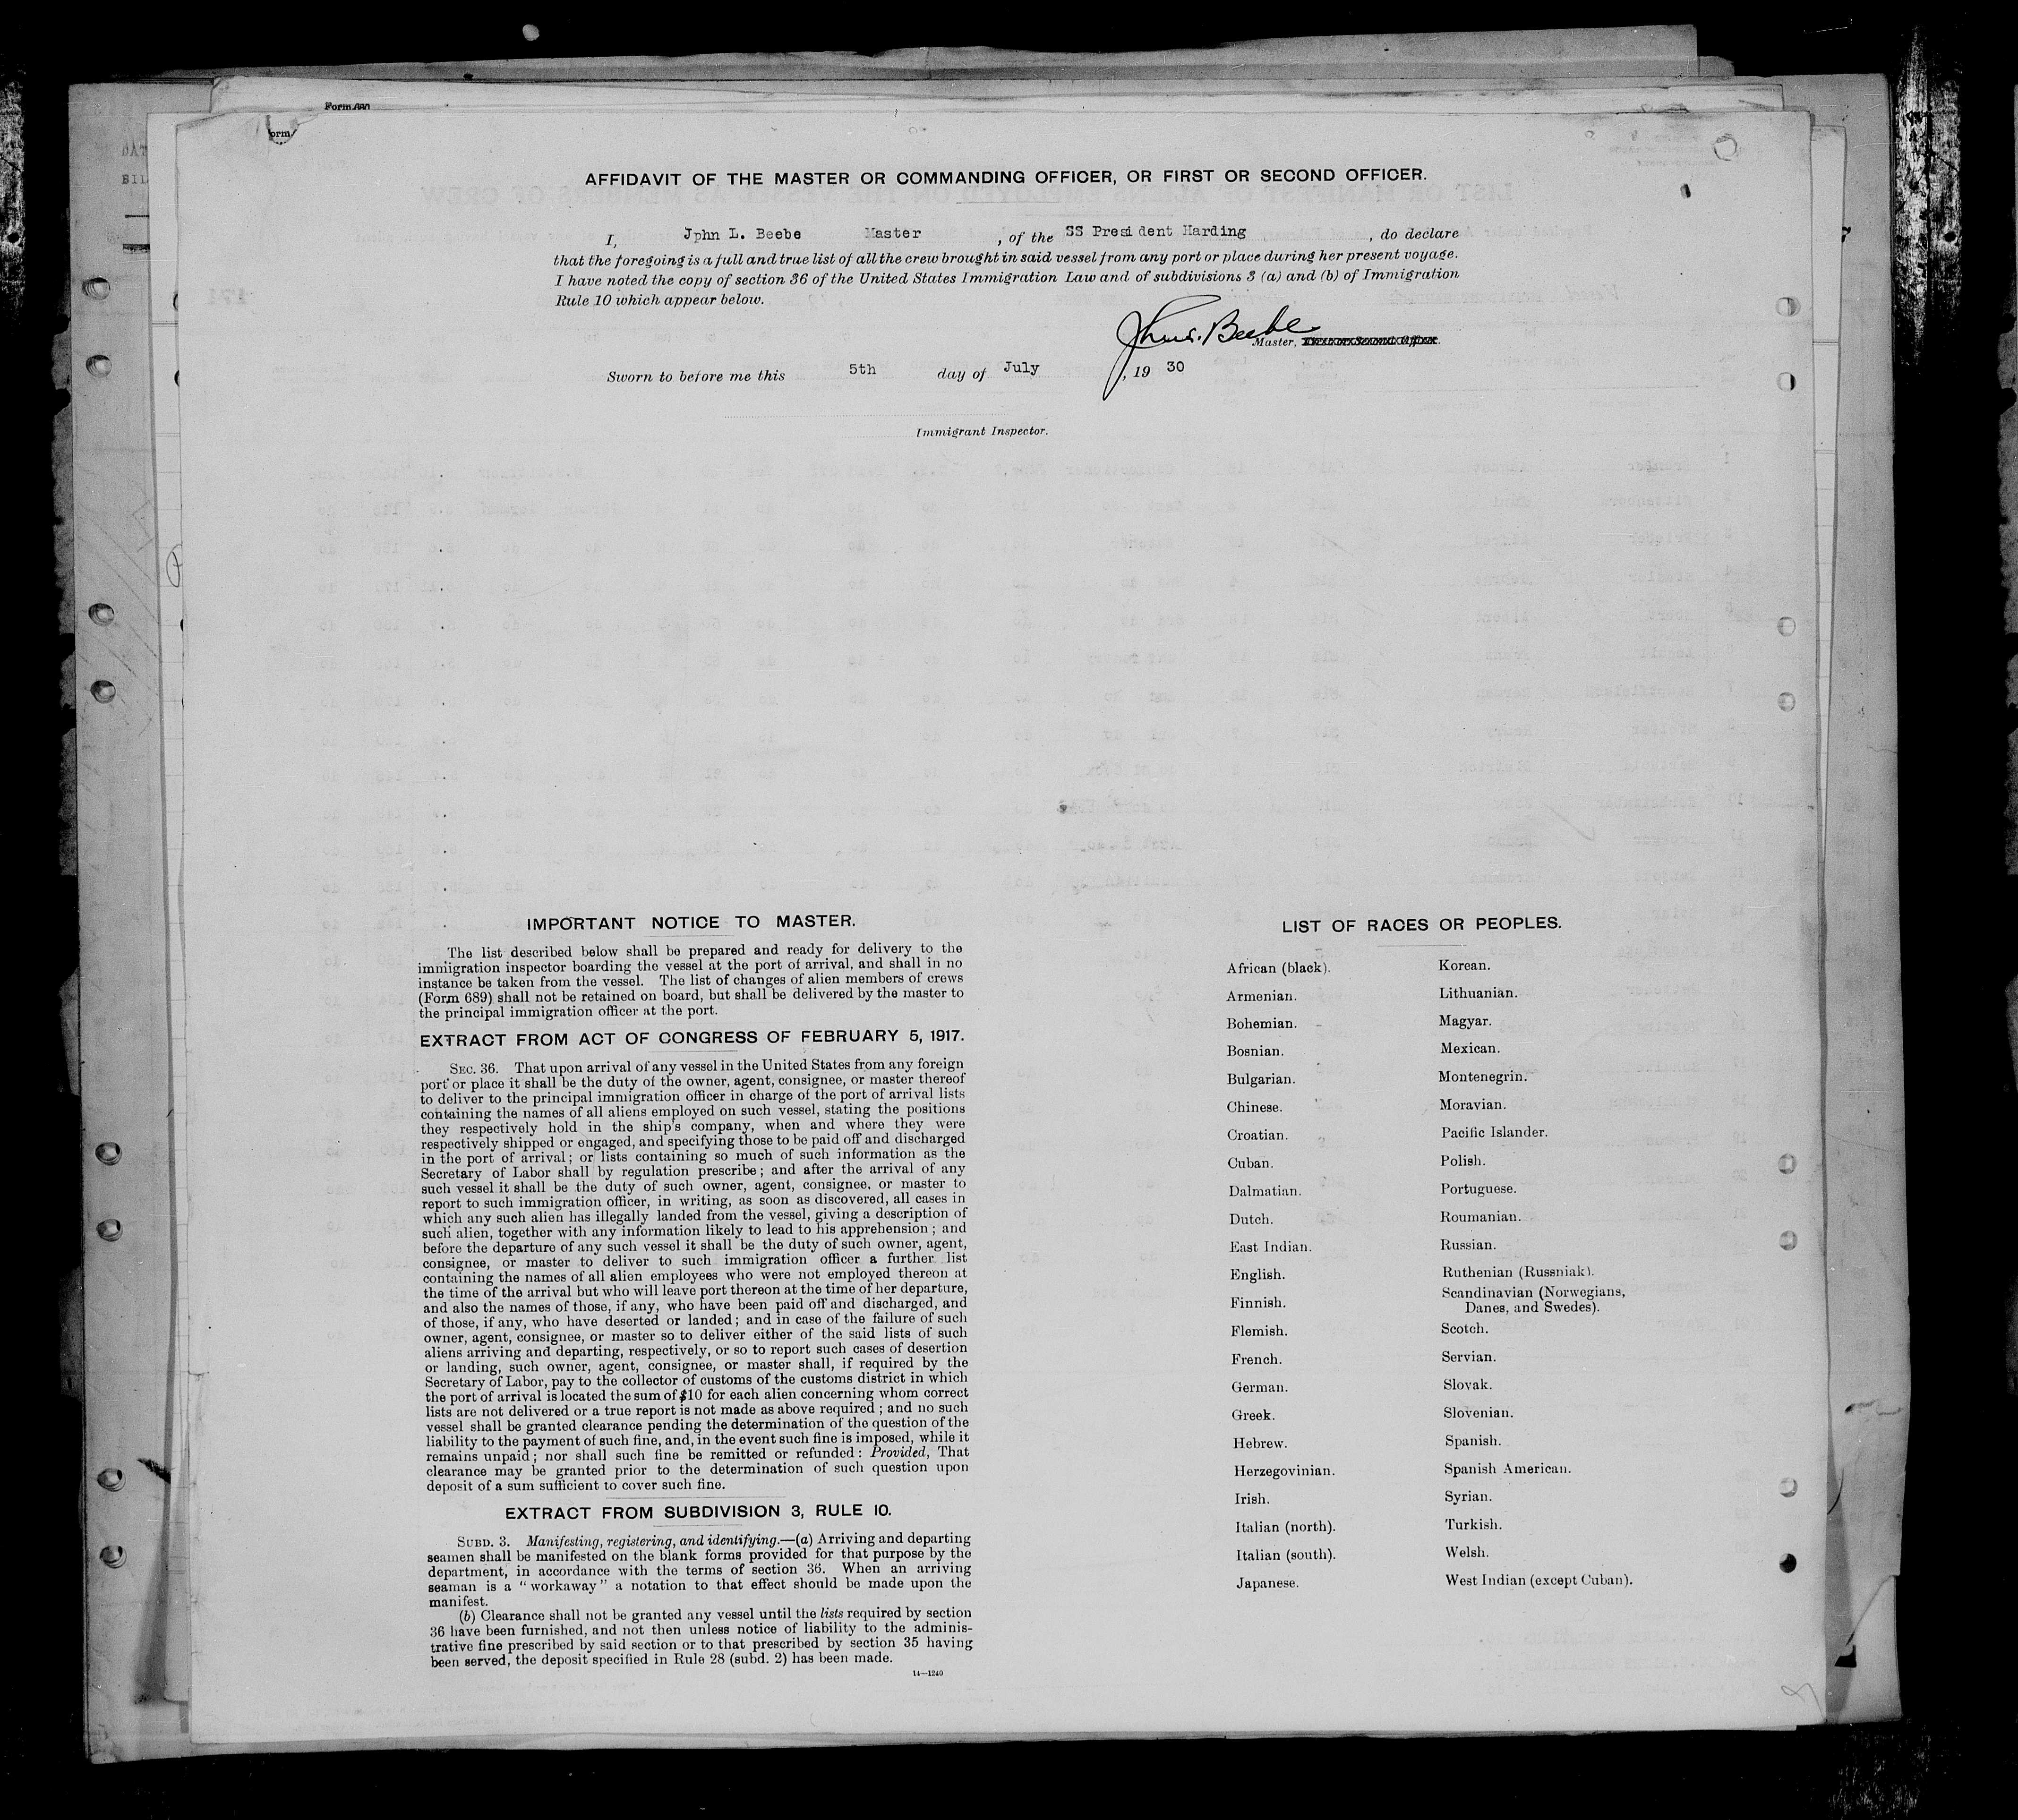 Form 680
orm
AFFIDAVIT OF THE MASTER OR COMMANDING OFFICER, OR FIRST OR SECOND OFFICER.
I, Jphn L. Beebe Master , of the SS President Harding , do declare
that the foregoing is a full and true list of all the crew brought in said vessel from any port or place during her present voyage.
I have noted the copy of section 36 of the United States Immigration Law and of subdivisions 3 (a) and (b) of Immigration
Rule 10 which appear below.
Jhn L. Beebe
Master, First or Second Officer.
Sworn to before me this 5th day of July , 19 30
Immigrant Inspector.
IMPORTANT NOTICE TO MASTER.
The list described below shall be prepared and ready for delivery to the
immigration inspector boarding the vessel at the port of arrival, and shall in no
instance be taken from the vessel. The list of changes of alien members of crews
(Form 689) shall not be retained on board, but shall be delivered by the master to
the principal immigration officer at the port.
EXTRACT FROM ACT OF CONGRESS OF FEBRUARY 5, 1917.
SEC. 36. That upon arrival of any vessel in the United States from any foreign
port or place it shall be the duty of the owner, agent, consignee, or master thereof
to deliver to the principal immigration officer in charge of the port of arrival lists
containing the names of all aliens employed on such vessel, stating the positions
they respectively hold in the ship's company, when and where they were
respectively shipped or engaged, and specifying those to be paid off and discharged
in the port of arrival; or lists containing so much of such information as the
Secretary of Labor shall by regulation prescribe; and after the arrival of any
such vessel it shall be the duty of such owner, agent, consignee, or master to
report to such immigration officer, in writing, as soon as discovered, all cases in
which any such alien has illegally landed from the vessel, giving a description of
such alien, together with any information likely to lead to his apprehension; and
before the departure of any such vessel it shall be the duty of such owner, agent,
consignee, or master to deliver to such immigration officer a further list
containing the names of all alien employees who were not employed thereon at
the time of the arrival but who will leave port thereon at the time of her departure,
and also the names of those, if any, who have been paid off and discharged, and
of those, if any, who have deserted or landed; and in case of the failure of such
owner, agent, consignee, or master so to deliver either of the said lists of such
aliens arriving and departing, respectively, or so to report such cases of desertion
or landing, such owner, agent, consignee, or master shall, if required by the
Secretary of Labor, pay to the collector of customs of the customs district in which
the port of arrival is located the sum of $10 for each alien concerning whom correct
lists are not delivered or a true report is not made as above required; and no such
vessel shall be granted clearance pending the determination of the question of the
liability to the payment of such fine, and, in the event such fine is imposed, while it
remains unpaid; nor shall such fine be remitted or refunded: Provided, That
clearance may be granted prior to the determination of such question upon
deposit of a sum sufficient to cover such fine.
EXTRACT FROM SUBDIVISION 3, RULE 10.
SUBD. 3. Manifesting, registering, and identifying.—(a) Arriving and departing
seamen shall be manifested on the blank forms provided for that purpose by the
department, in accordance with the terms of section 36. When an arriving
seaman is a "workaway" a notation to that effect should be made upon the
manifest.
(b) Clearance shall not be granted any vessel until the lists required by section
36 have been furnished, and not then unless notice of liability to the adminis-
trative fine prescribed by said section or to that prescribed by section 35 having
been served, the deposit specified in Rule 28 (subd. 2) has been made.
14—1240
LIST OF RACES OR PEOPLES.
African (black).
Armenian.
Bohemian.
Bosnian.
Bulgarian.
Chinese.
Croatian.
Cuban.
Dalmatian.
Dutch.
East Indian.
English.
Finnish.
Flemish.
French.
German.
Greek.
Hebrew.
Herzegovinian.
Irish.
Italian (north).
Italian (south).
Japanese.
Korean.
Lithuanian.
Magyar.
Mexican.
Montenegrin.
Moravian.
Pacific Islander.
Polish.
Portuguese.
Roumanian.
Russian.
Ruthenian (Russniak).
Scandinavian (Norwegians,
Danes, and Swedes).
Scotch.
Servian.
Slovak.
Slovenian.
Spanish.
Spanish American.
Syrian.
Turkish.
Welsh.
West Indian (except Cuban).